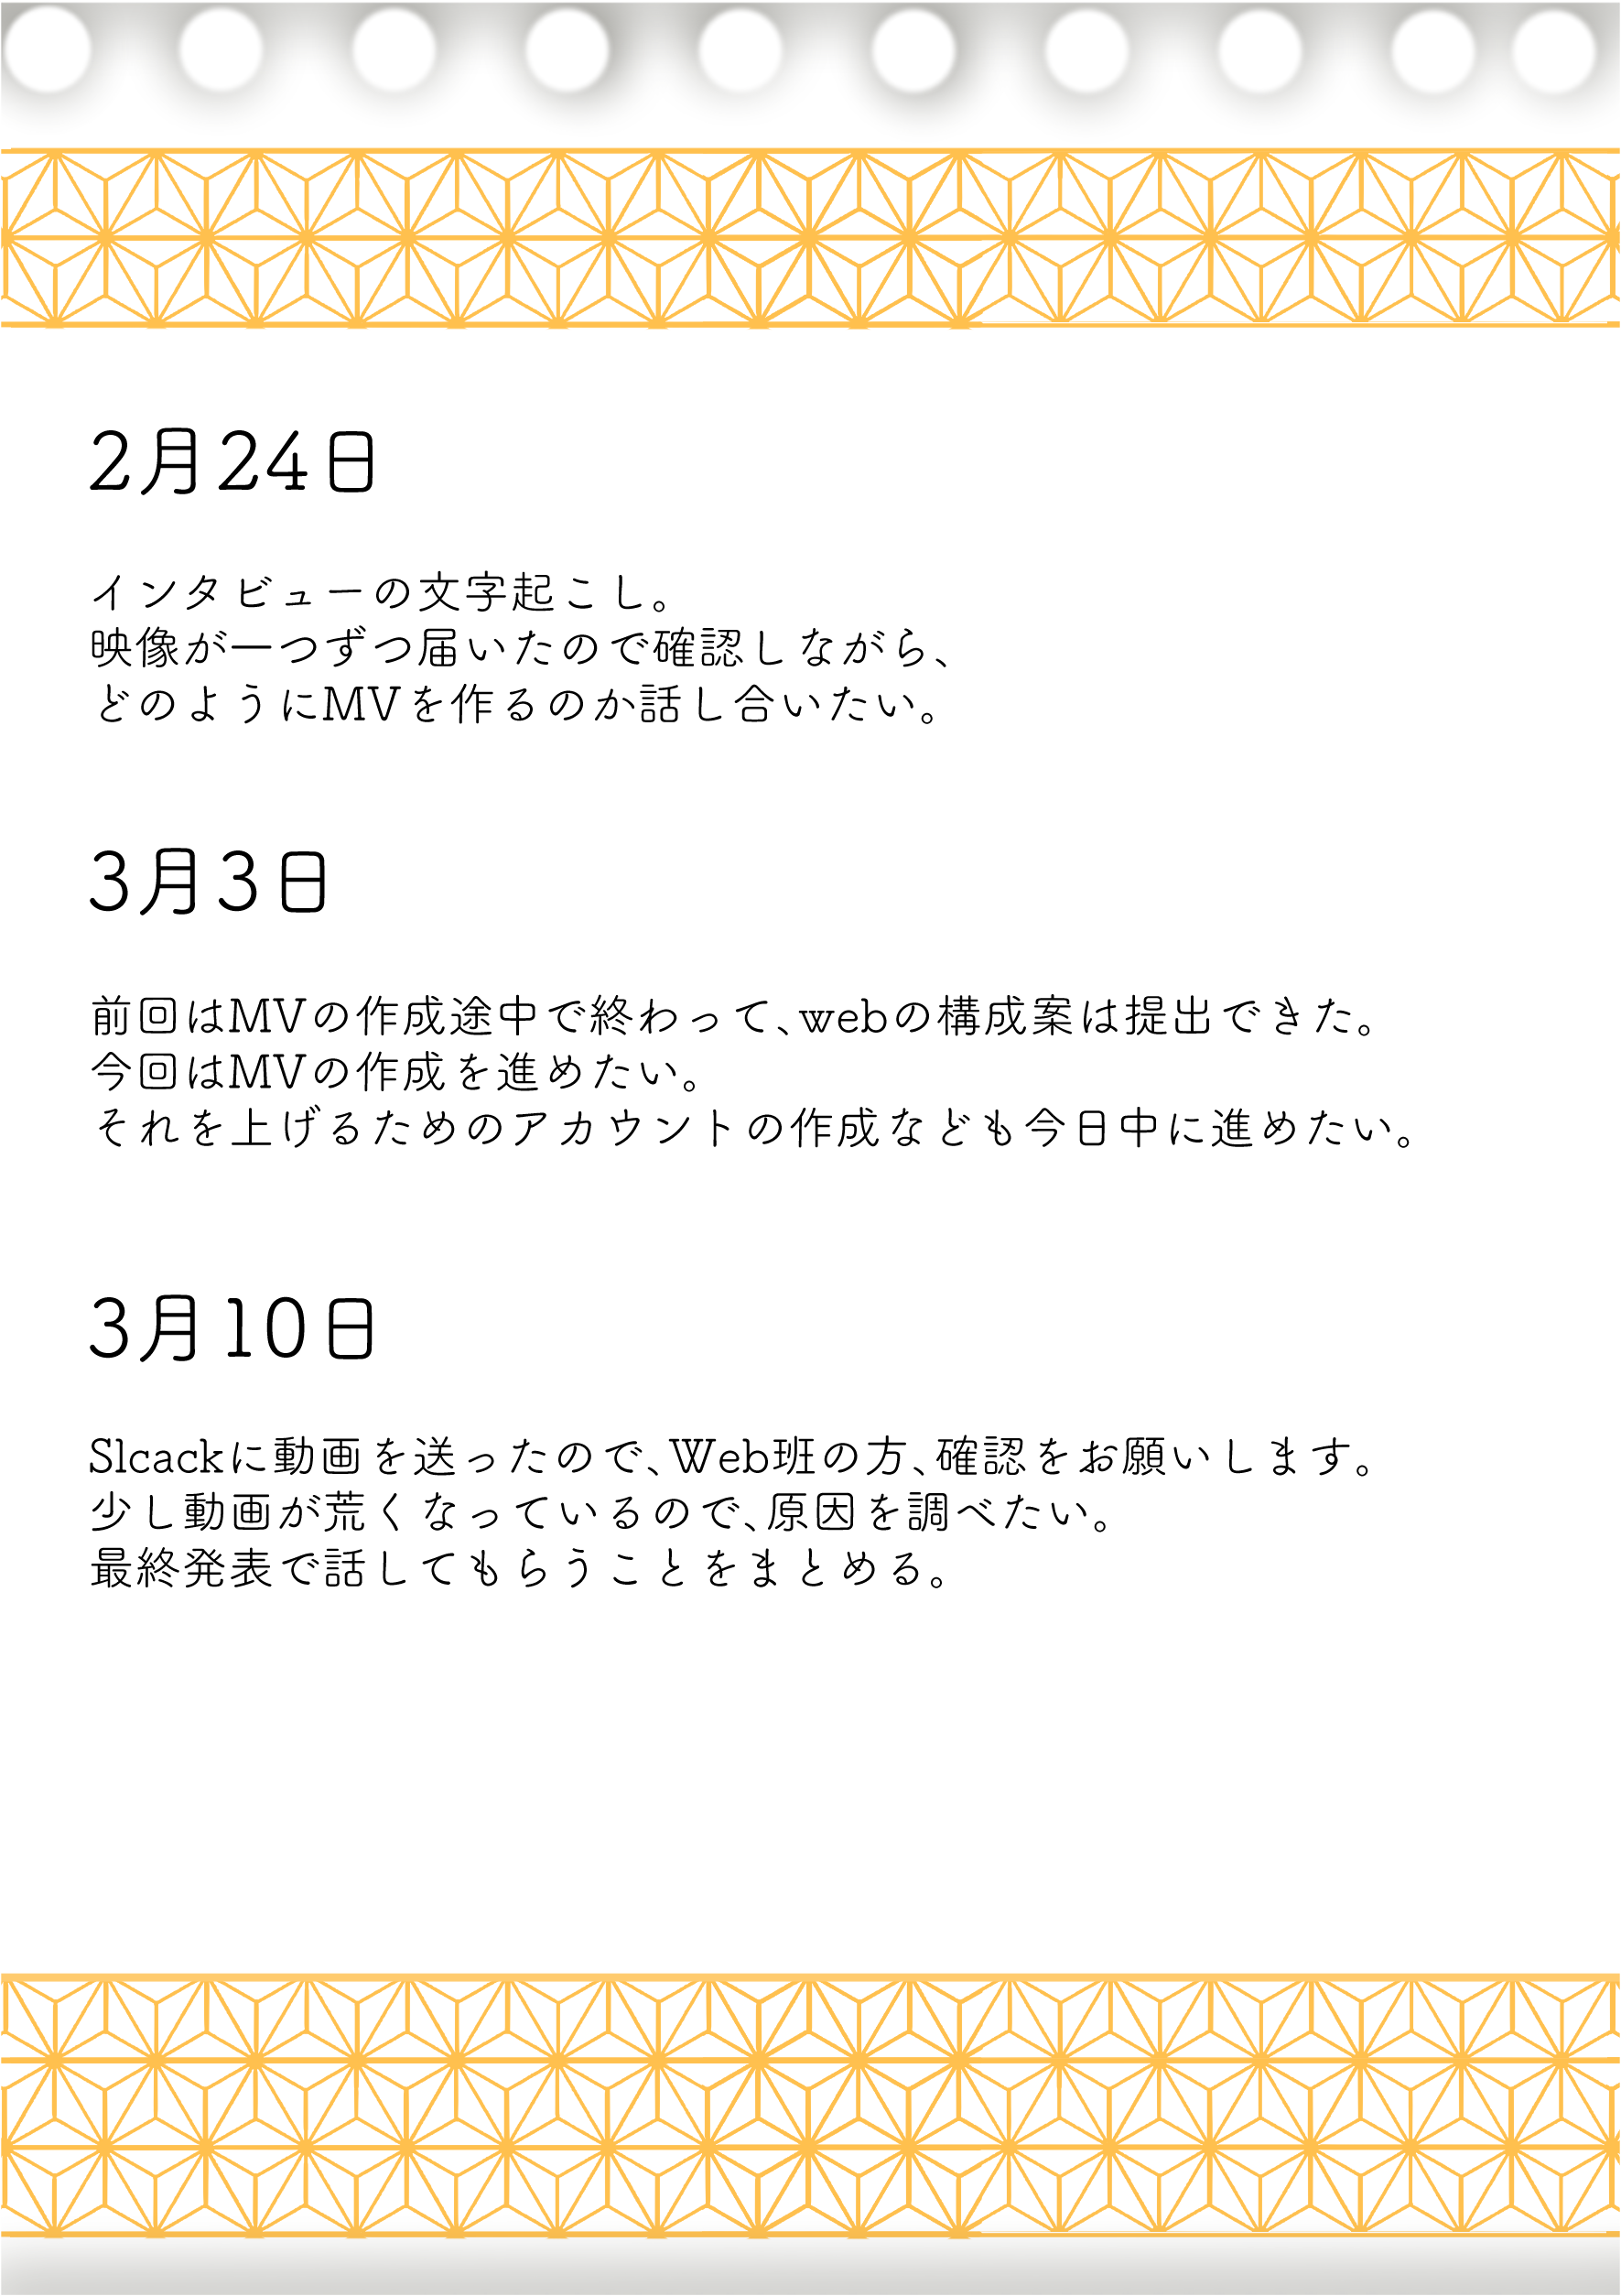 2月24日
インタビューの文字起こし。
映像が一つずつ届いたので確認しながら、
どのようにMVを作るのか話し合いたい。
3月3日
前回はMVの作成途中で終わって、webの構成案は提出できた。
今回はMVの作成を進めたい。
それを上げるためのアカウントの作成なども今日中に進めたい。
3月10日
Slcackに動画を送ったので、Web班の方、確認をお願いします。
少し動画が荒くなっているので、原因を調べたい。
最終発表で話してもらうことをまとめる。